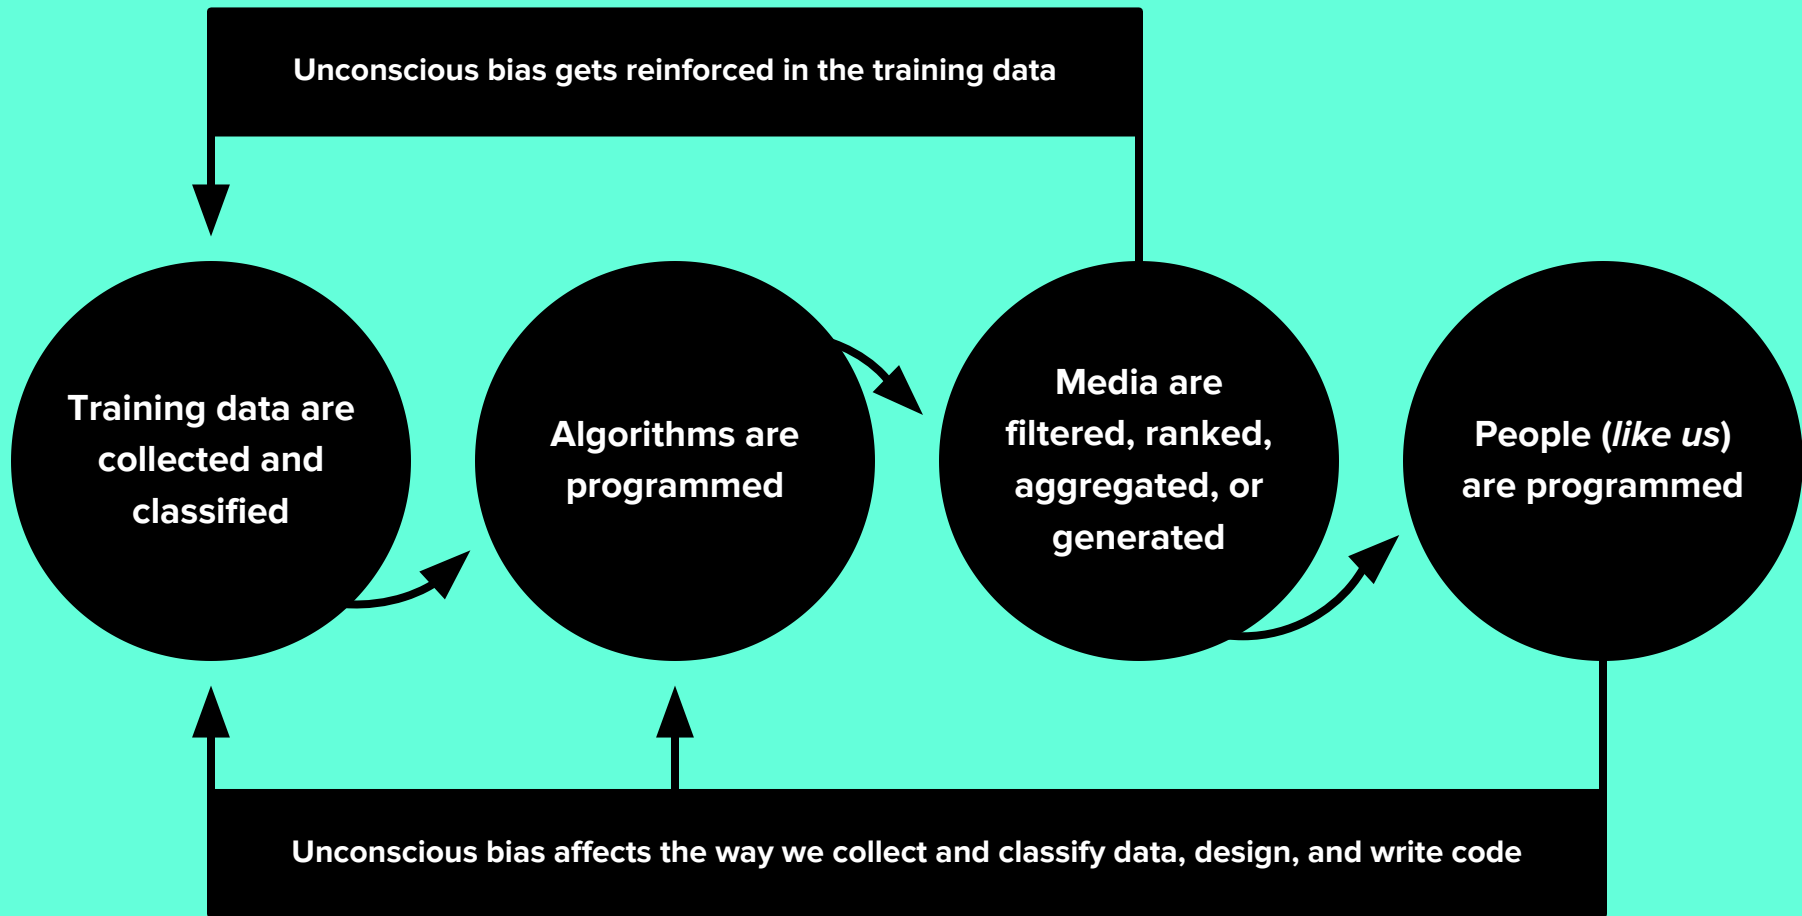 Unconscious bias gets reinforced in the training data
Training data are
collected and
classified
Algorithms are
programmed
Media are
filtered, ranked,
aggregated, or
generated
People (like us)
are programmed
Unconscious bias affects the way we collect and classify data, design, and write code